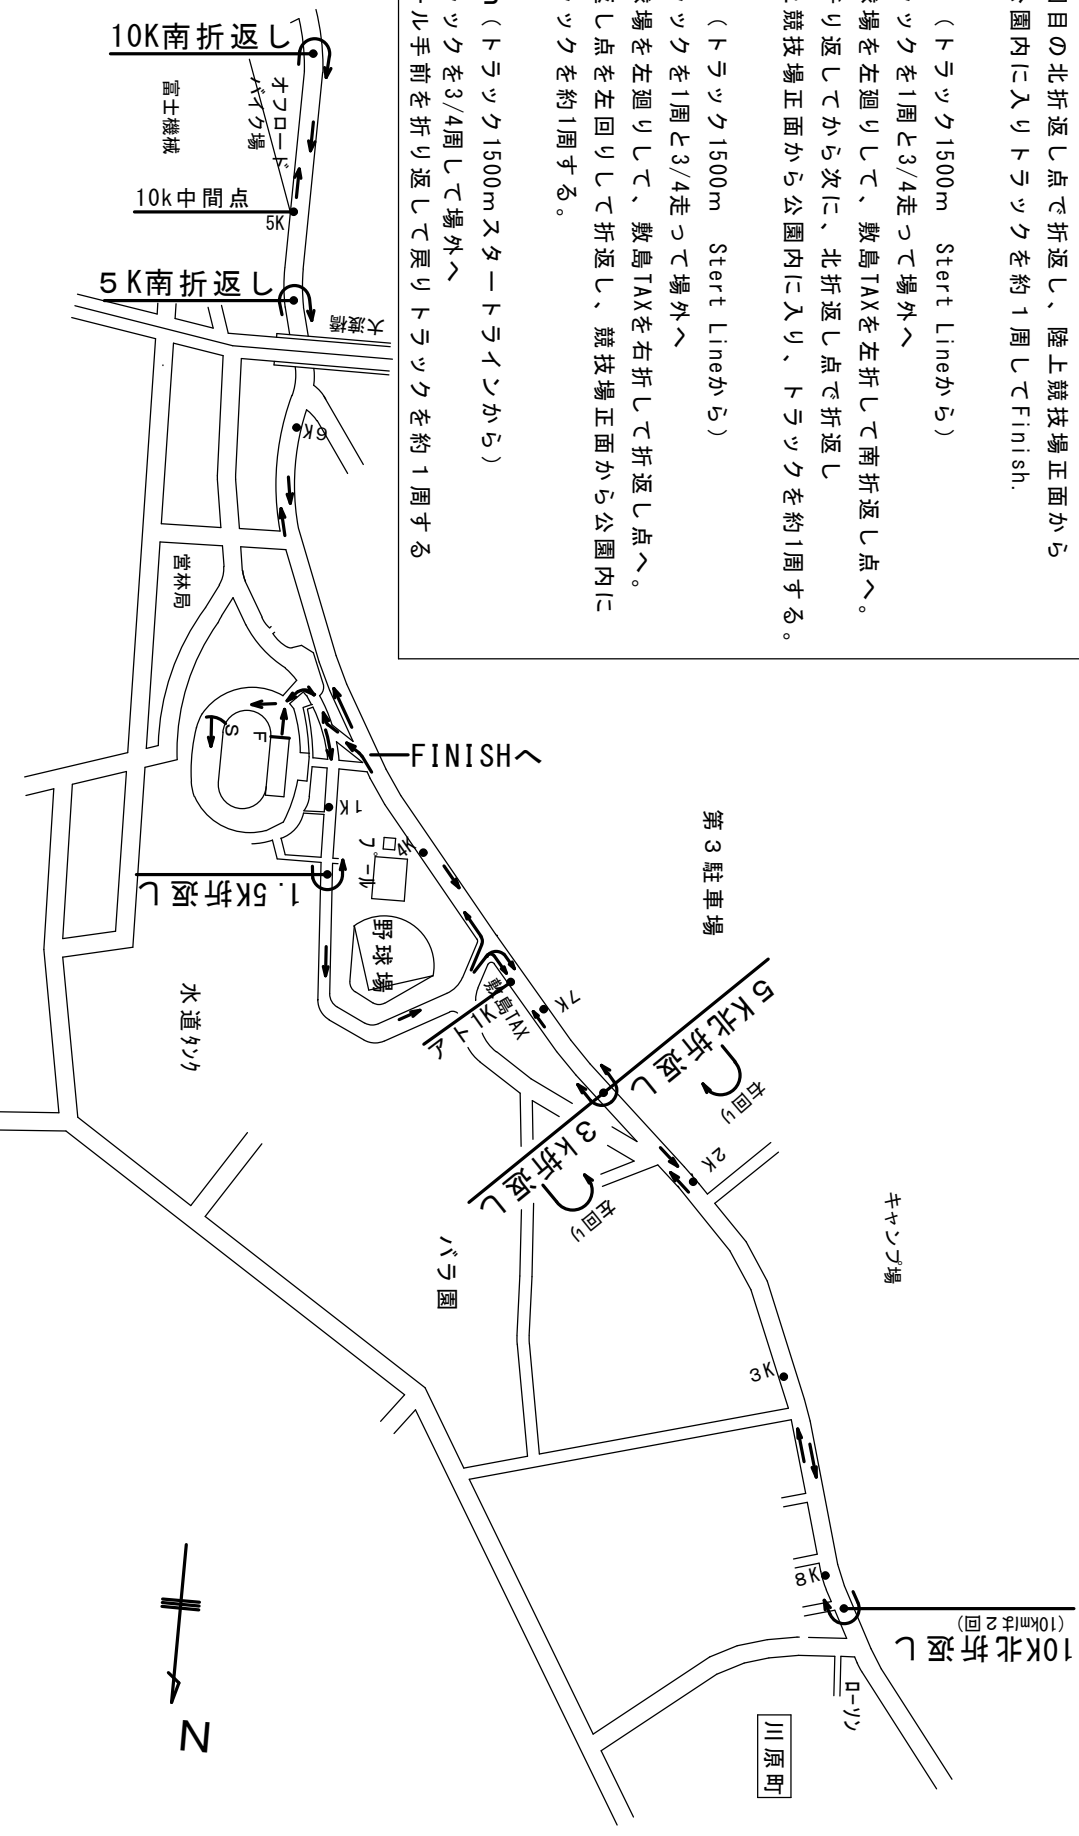 目の北折返し点で折返し、陸上競技場正面から
園内に入りトラックを約1周してFinish.
（トラック1500m Stert Lineから）
ックを1周と3/4走って場外へ
場を左廻りして、敷島TAXを左折して南折返し点へ。
り返してから次に、北折返し点で折返し
競技場正面から公園内に入り、トラックを約1周する。
（トラック1500m Stert Lineから）
ックを1周と3/4走って場外へ
場を左廻りして、敷島TAXを右折して折返し点へ。
し点を左回りして折返し、競技場正面から公園内に
ックを約1周する。
（トラック1500mスタートラインから）
ックを3/4周して場外へ
ル手前を折り返して戻りトラックを約1周する
10K南折返し
オフロード
バイク場
富士機械
10k中間点
5K
5K南折返し
大渡橋
6K
営林局
S
F
FINISHへ
1K
4K
プール
1.5K折返し
野球場
第3駐車場
水道タンク
敷島TAX
アト1K
7K
5K北折返し
右回り
3k折返し
左回り
2K
キャンプ場
バラ園
3K
8K
10K北折返し
(10kmは2回)
ローソン
川原町
N